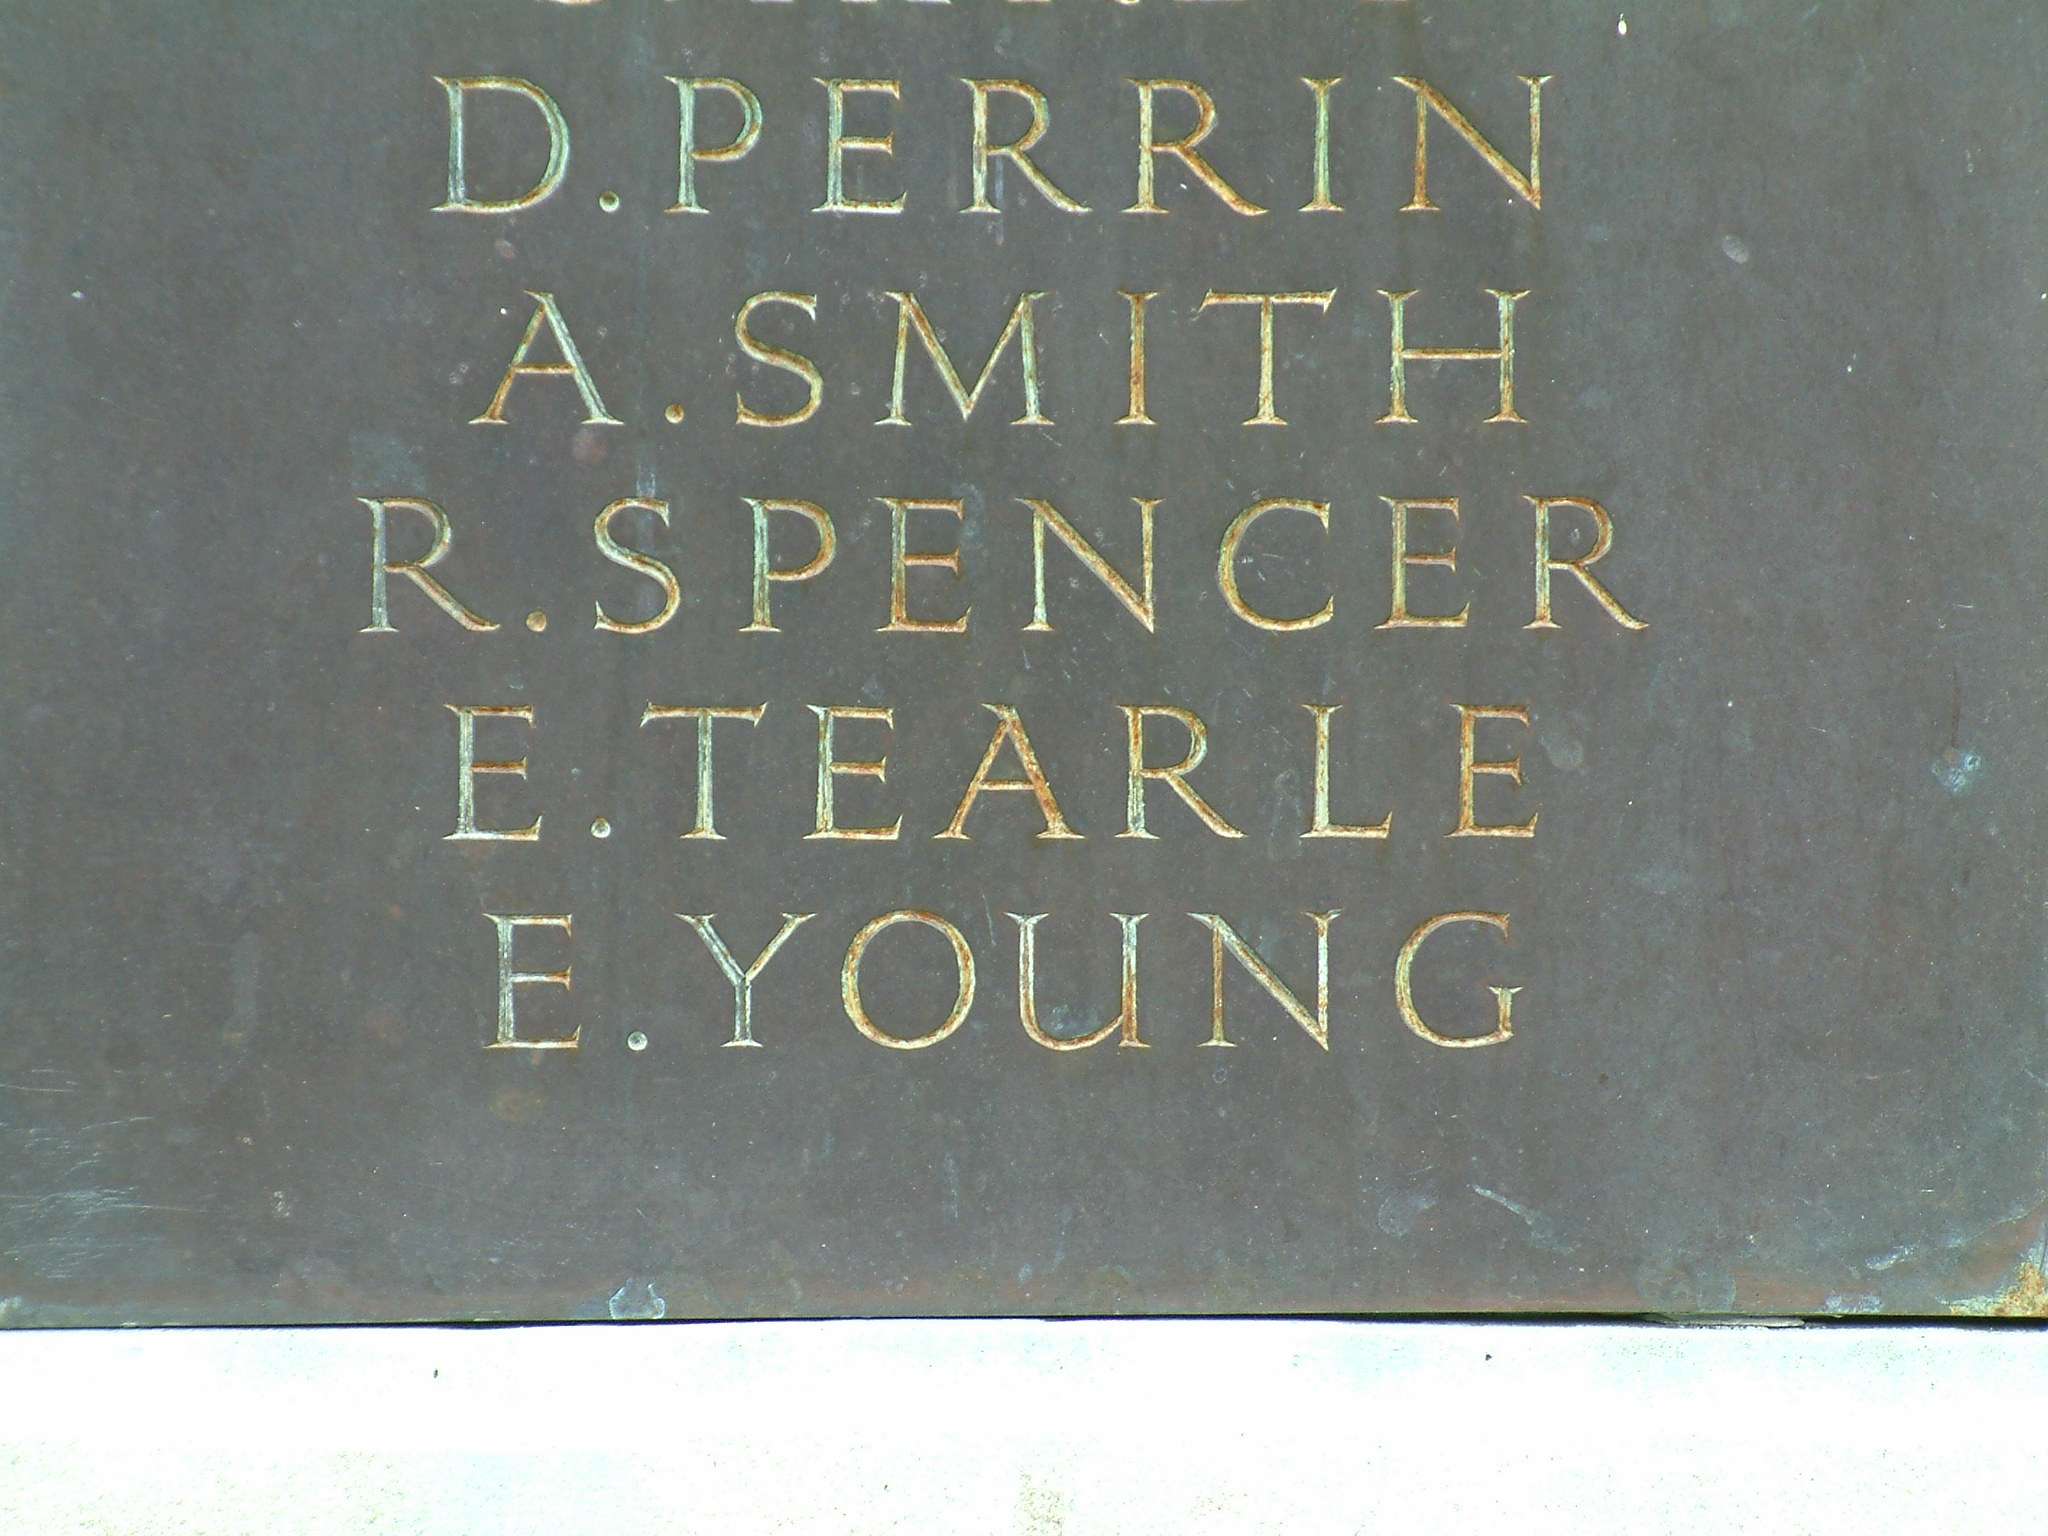 D. PERRIN
A. SMITH
R. SPENCER
E. TEARLE
E. YOUNG